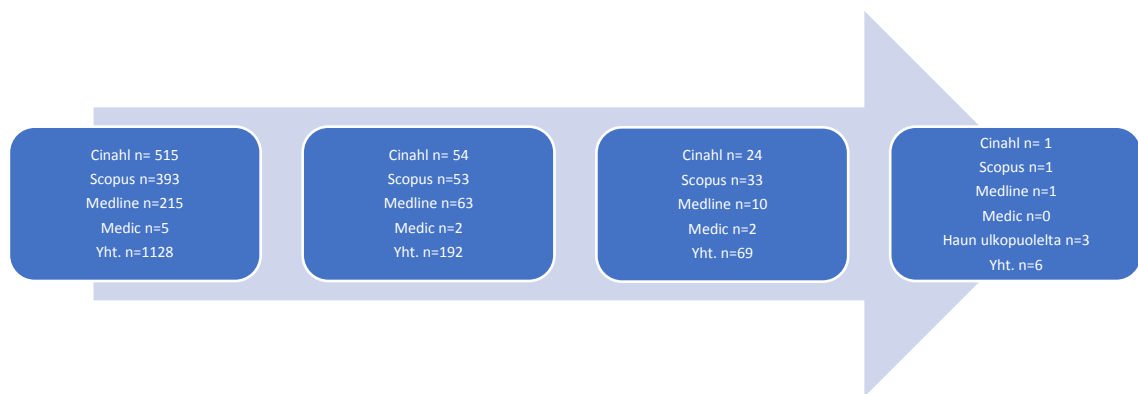 Cinahl n= 515
Scopus n=393
Medline n=215
Medic n=5
Yht. n=1128
Cinahl n= 54
Scopus n=53
Medline n=63
Medic n=2
Yht. n=192
Cinahl n= 24
Scopus n=33
Medline n=10
Medic n=2
Yht. n=69
Cinahl n= 1
Scopus n=1
Medline n=1
Medic n=0
Haun ulkopuolelta n=3
Yht. n=6